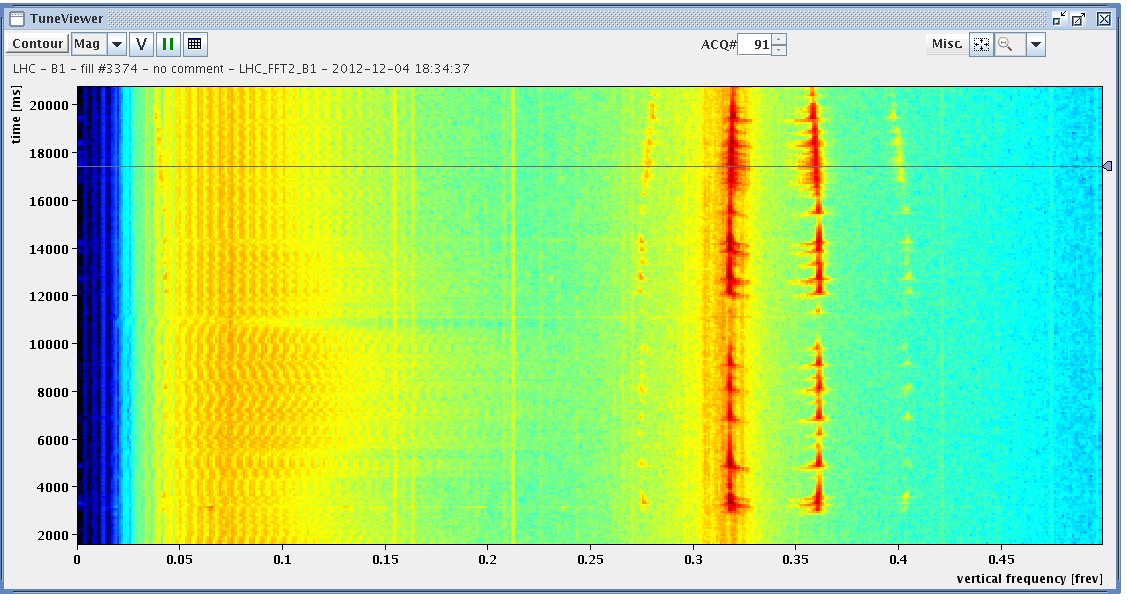 TuneViewer
Contour Mag V ACQ# 91 Misc.
LHC - B1 - fill #3374 - no comment - LHC_FFT2_B1 - 2012-12-04 18:34:37
time [ms]
20000
18000
16000
14000
12000
10000
8000
6000
4000
2000
0 0.05 0.1 0.15 0.2 0.25 0.3 0.35 0.4 0.45
vertical frequency [frev]